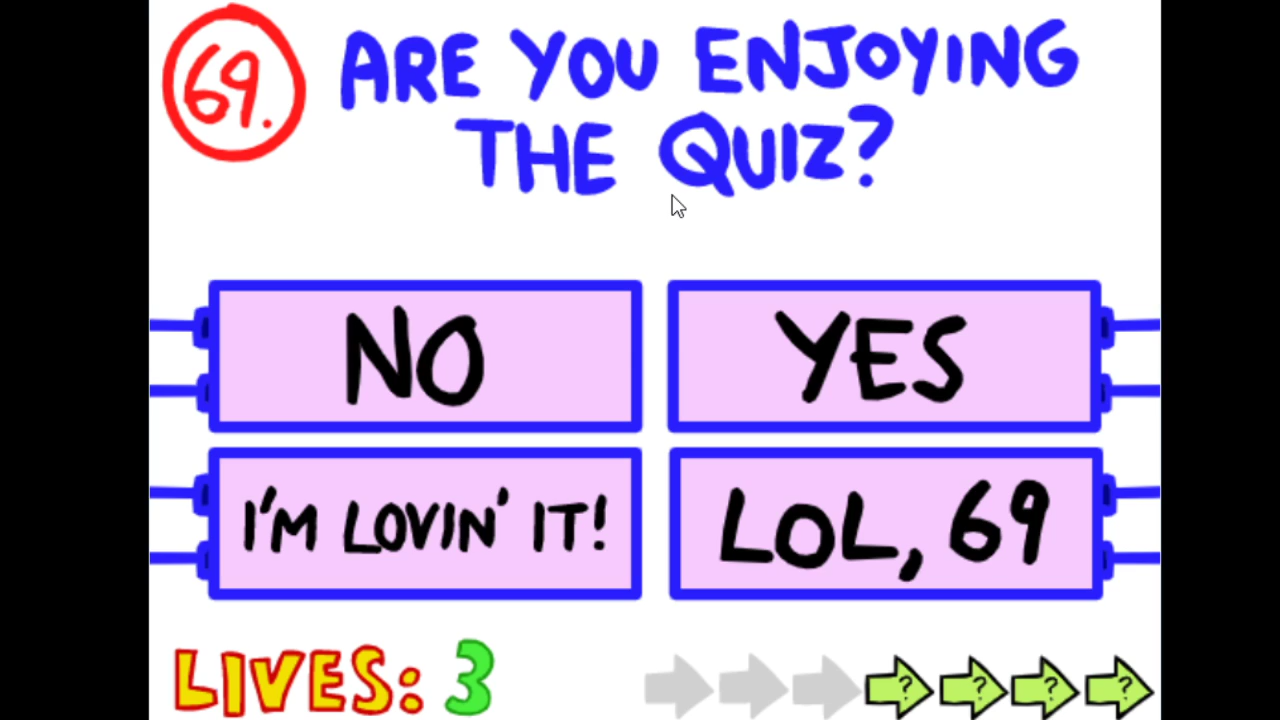 69.
ARE YOU ENJOYING
THE QUIZ?
NO
YES
I'M LOVIN' IT!
LOL, 69
LIVES: 3
? ? ? ?